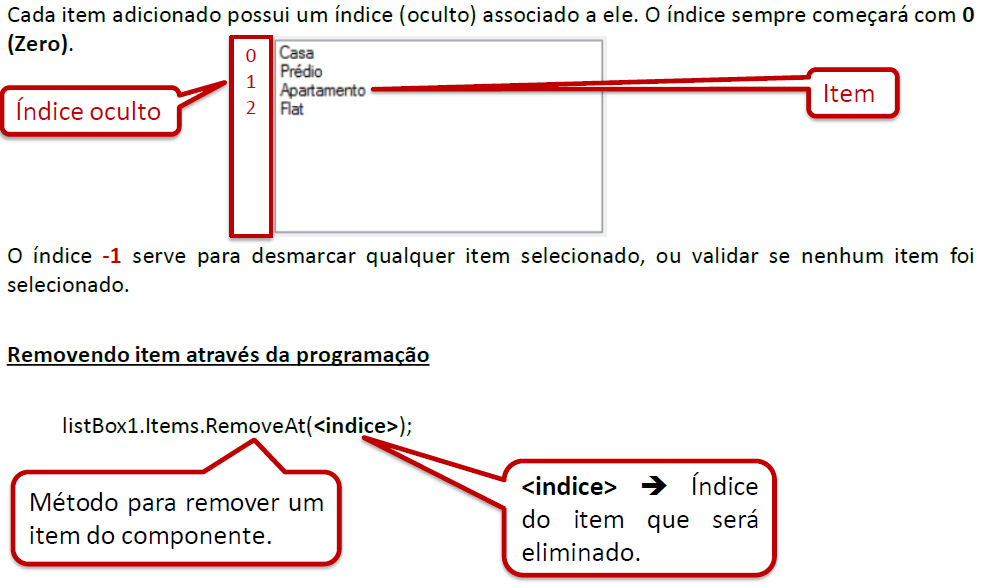 Cada item adicionado possui um índice (oculto) associado a ele. O índice sempre começará com 0
(Zero).
0
1
2
Casa
Prédio
Apartamento
Flat
Índice oculto
Item
O índice -1 serve para desmarcar qualquer item selecionado, ou validar se nenhum item foi
selecionado.
Removendo item através da programação
listBox1.Items.RemoveAt(<indice>);
Método para remover um
item do componente.
<indice> ➔ Índice
do item que será
eliminado.